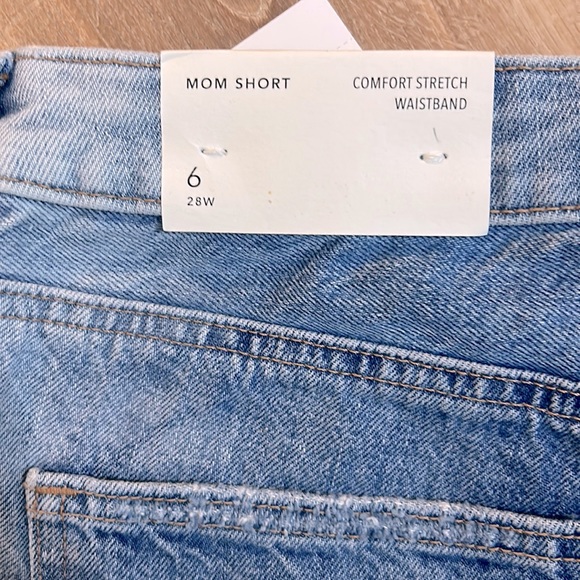 MOM SHORT
COMFORT STRETCH
WAISTBAND
6
28W